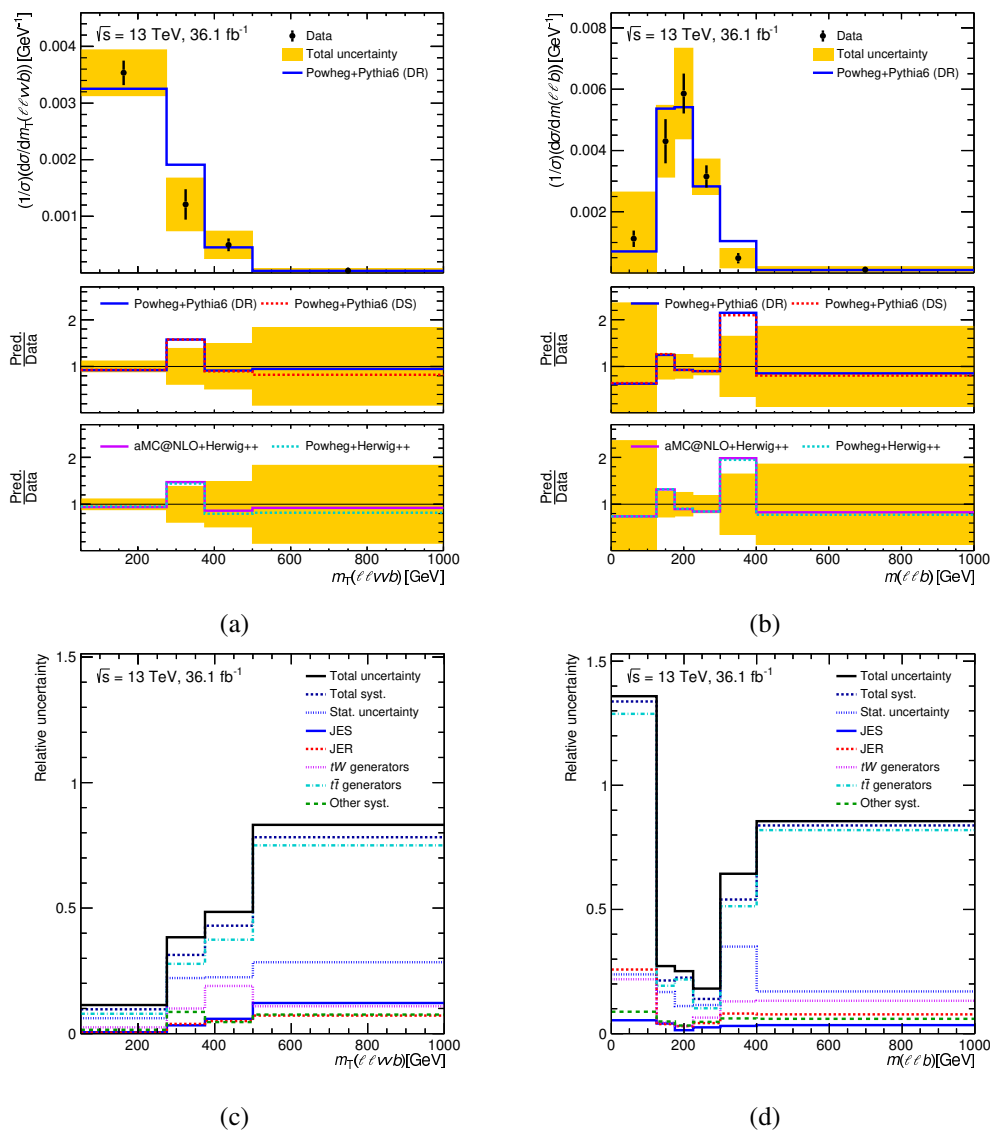 √s = 13 TeV, 36.1 fb⁻¹
Data
Total uncertainty
Powheg+Pythia6 (DR)
(1/σ)(dσ/dm_T(ℓℓννb)) [GeV⁻¹]
0.004
0.003
0.002
0.001
Powheg+Pythia6 (DR) Powheg+Pythia6 (DS)
Pred.
Data
2
1
aMC@NLO+Herwig++ Powheg+Herwig++
Pred.
Data
2
1
200 400 600 800 1000
m_T(ℓℓννb) [GeV]
(a)
√s = 13 TeV, 36.1 fb⁻¹
Data
Total uncertainty
Powheg+Pythia6 (DR)
(1/σ)(dσ/dm(ℓℓb)) [GeV⁻¹]
0.008
0.006
0.004
0.002
Powheg+Pythia6 (DR) Powheg+Pythia6 (DS)
Pred.
Data
2
1
aMC@NLO+Herwig++ Powheg+Herwig++
Pred.
Data
2
1
0 200 400 600 800 1000
m(ℓℓb) [GeV]
(b)
√s = 13 TeV, 36.1 fb⁻¹
Relative uncertainty
1.5
1
0.5
0
Total uncertainty
Total syst.
Stat. uncertainty
JES
JER
tW generators
tt̄ generators
Other syst.
200 400 600 800 1000
m_T(ℓℓννb) [GeV]
(c)
√s = 13 TeV, 36.1 fb⁻¹
Relative uncertainty
1.5
1
0.5
0
Total uncertainty
Total syst.
Stat. uncertainty
JES
JER
tW generators
tt̄ generators
Other syst.
0 200 400 600 800 1000
m(ℓℓb) [GeV]
(d)